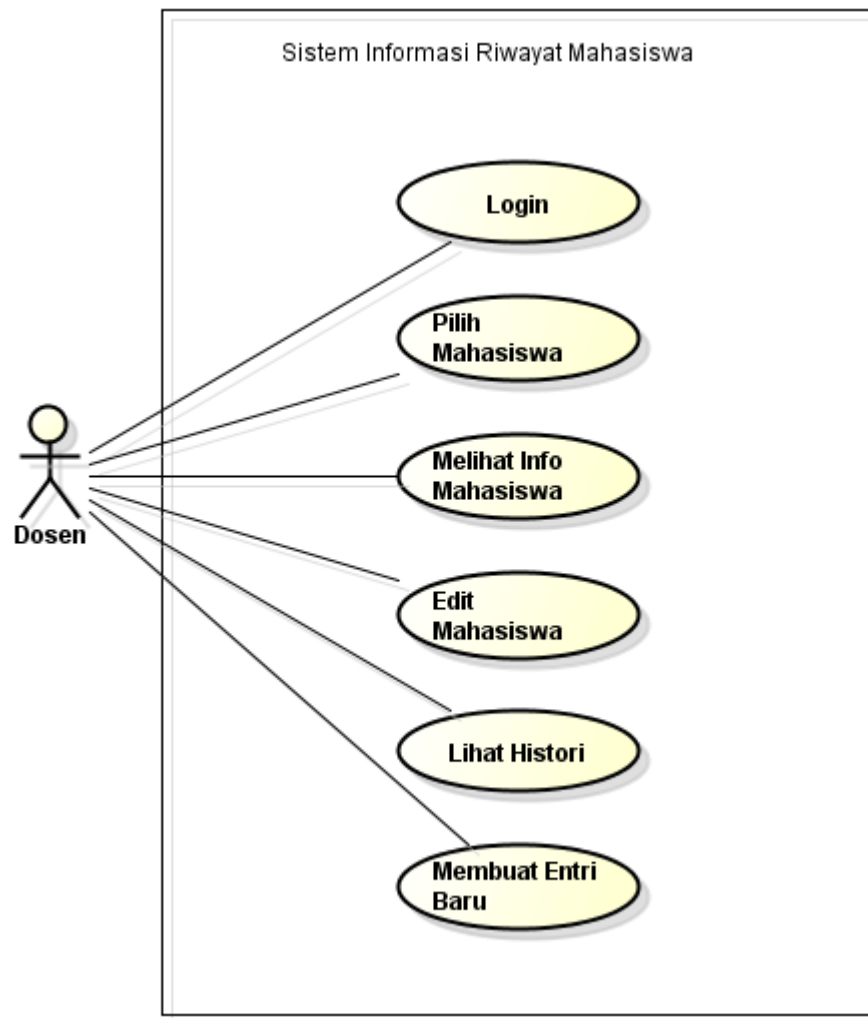 Sistem Informasi Riwayat Mahasiswa
Login
Pilih
Mahasiswa
Melihat Info
Mahasiswa
Dosen
Edit
Mahasiswa
Lihat Histori
Membuat Entri
Baru